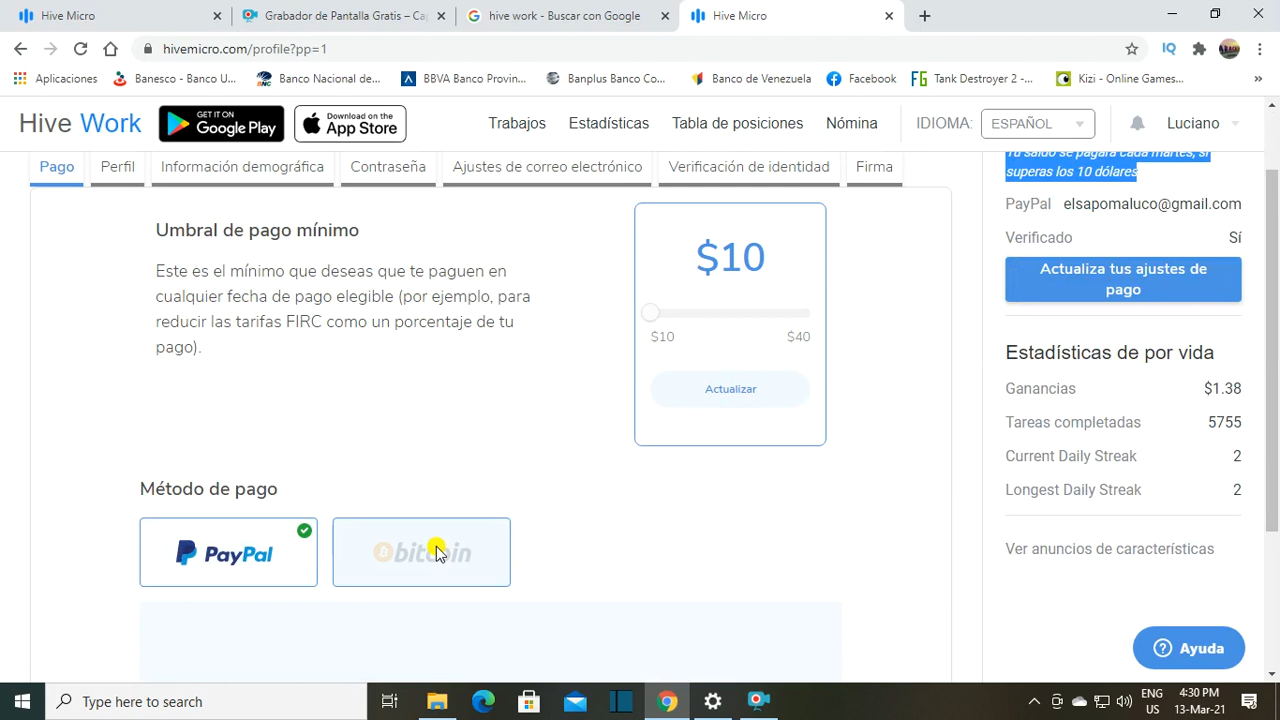 Hive Micro
Grabador de Pantalla Gratis – Ca
hive work - Buscar con Google
Hive Micro
hivemicro.com/profile?pp=1
IQ
Aplicaciones
Banesco - Banco U...
Banco Nacional de...
BBVA Banco Provin...
Banplus Banco Co...
Banco de Venezuela
Facebook
Tank Destroyer 2 -...
Kizi - Online Games...
»
Hive Work
GET IT ON
Google Play
Download on the
App Store
Trabajos
Estadísticas
Tabla de posiciones
Nómina
IDIOMA:
ESPAÑOL
Luciano
Pago
Perfil
Información demográfica
Contraseña
Ajustes de correo electrónico
Verificación de identidad
Firma
Umbral de pago mínimo
Este es el mínimo que deseas que te paguen en
cualquier fecha de pago elegible (por ejemplo, para
reducir las tarifas FIRC como un porcentaje de tu
pago).
$10
$10
$40
Actualizar
Método de pago
PayPal
bitcoin
Tu saldo se pagará cada martes, si
superas los 10 dólares
PayPal elsapomaluco@gmail.com
Verificado Sí
Actualiza tus ajustes de
pago
Estadísticas de por vida
Ganancias $1.38
Tareas completadas 5755
Current Daily Streak 2
Longest Daily Streak 2
Ver anuncios de características
Ayuda
Type here to search
ENG
US
4:30 PM
13-Mar-21